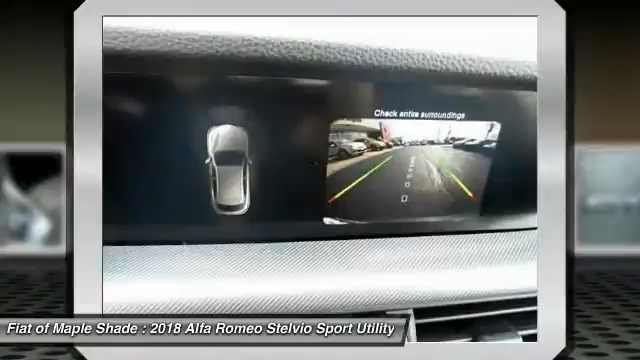 Check entire surroundings
Fiat of Maple Shade : 2018 Alfa Romeo Stelvio Sport Utility